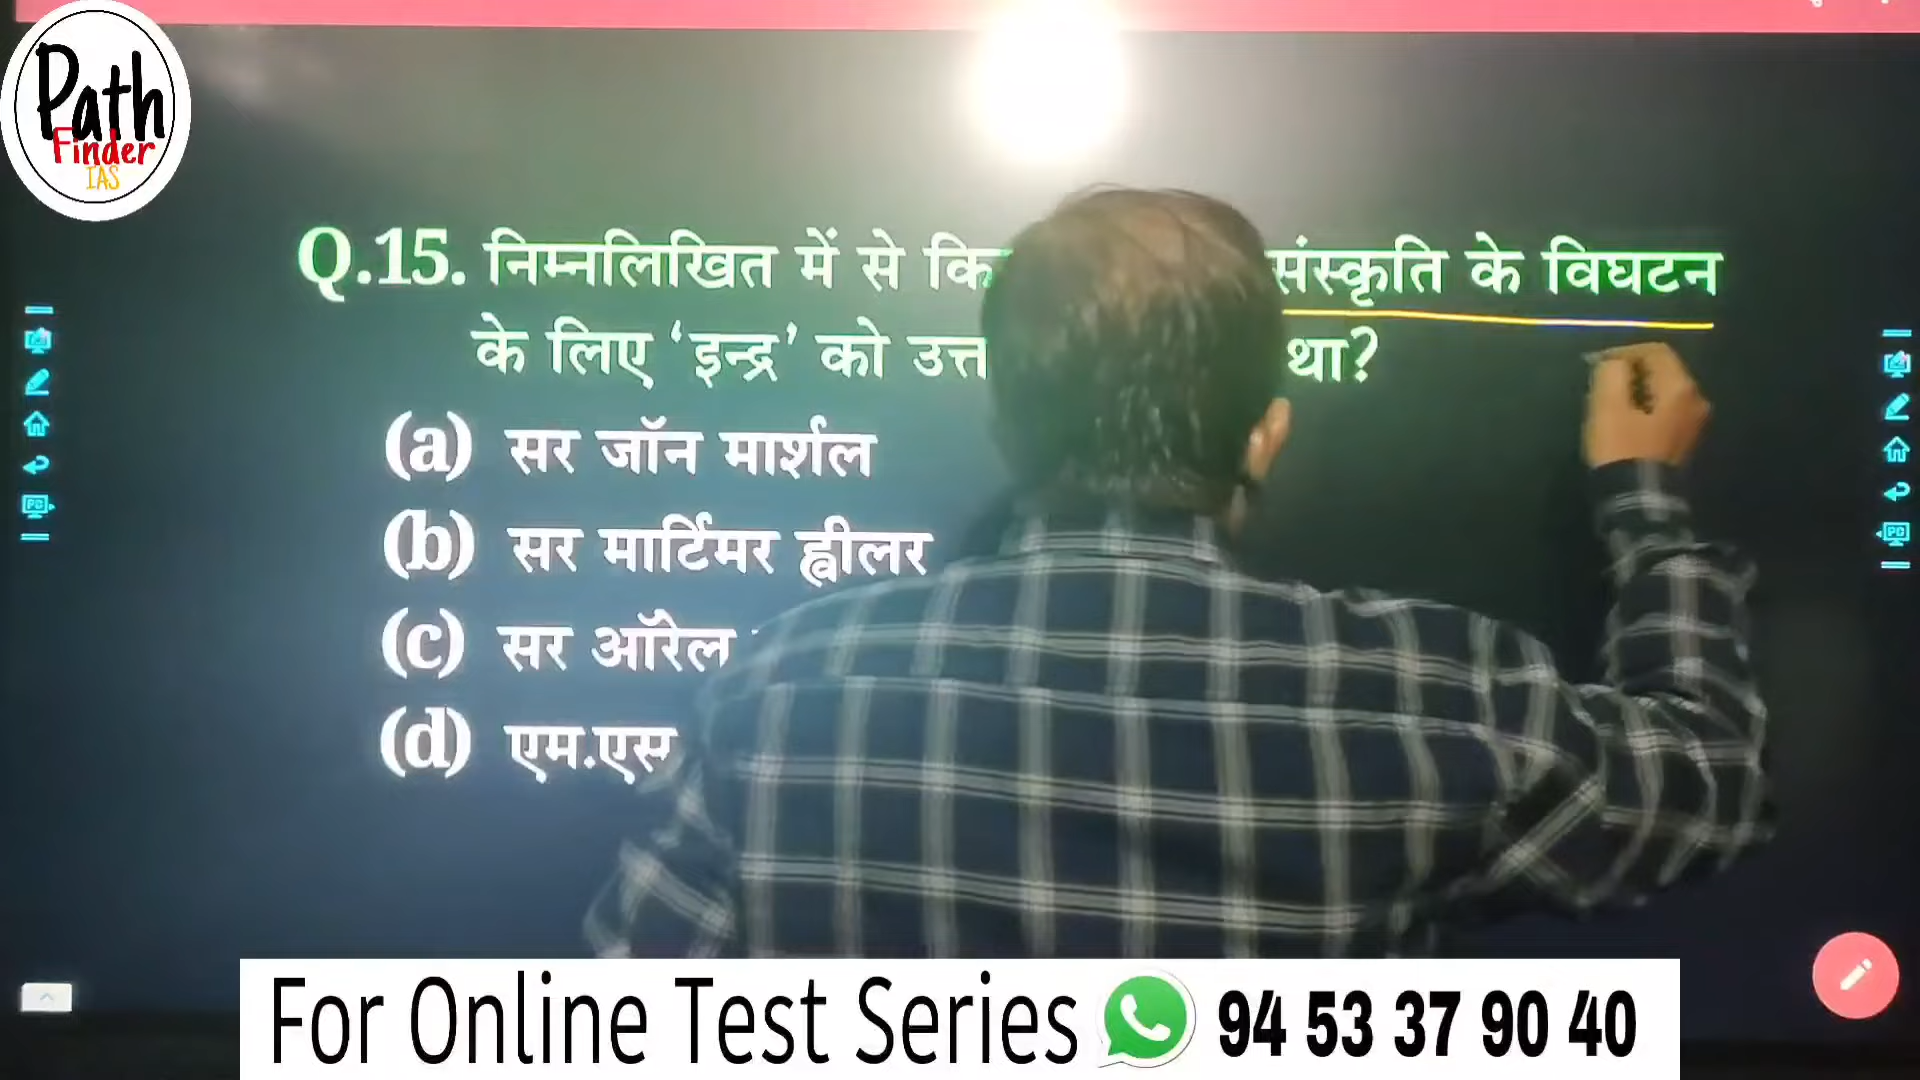 Path
Finder
IAS
Q.15. निम्नलिखित में से संस्कृति के विघटन
के लिए ‘इन्द्र’ को था?
(a) सर जॉन मार्शल
(b) सर मार्टिमर ह्वीलर
(c) सर ऑरेल
(d) एम.एस
For Online Test Series 94 53 37 90 40